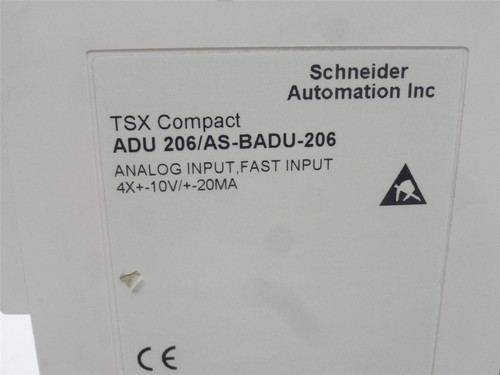 Schneider
Automation Inc
TSX Compact
ADU 206/AS-BADU-206
ANALOG INPUT,FAST INPUT
4X+-10V/+-20MA
CE